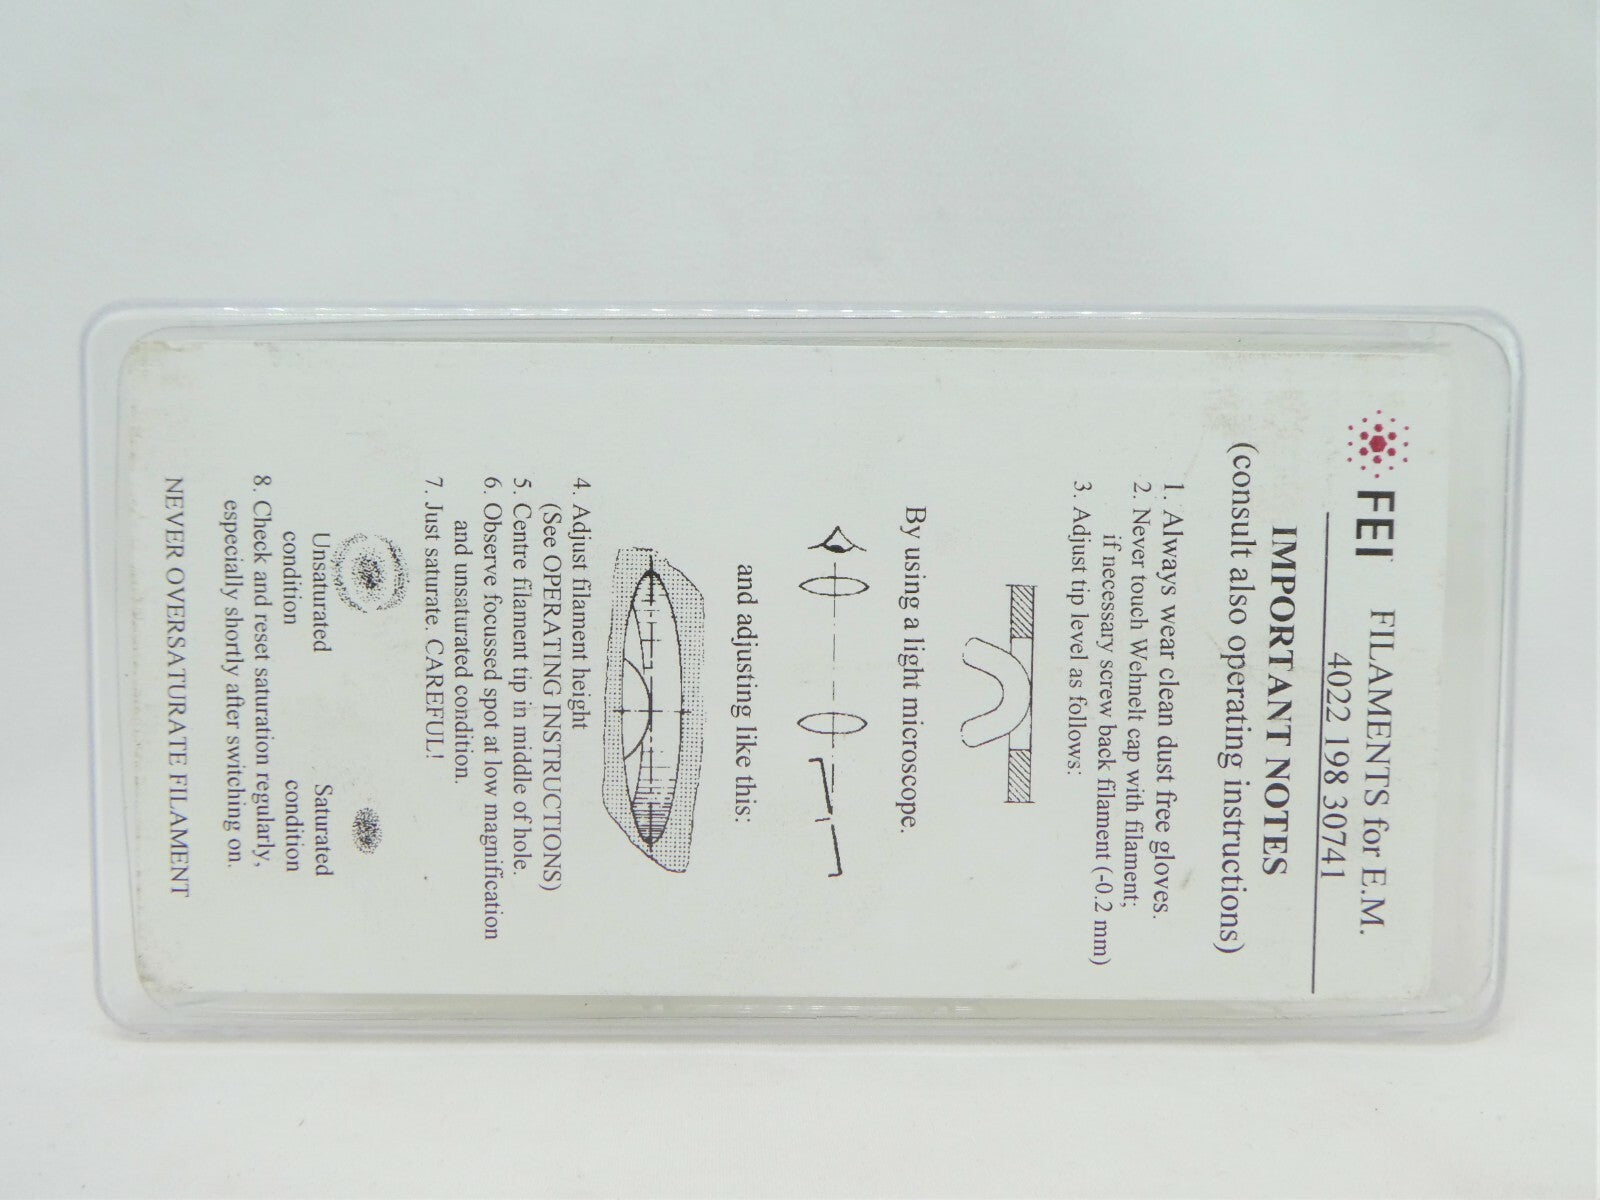 FEI FILAMENTS for E.M.
4022 198 30741
IMPORTANT NOTES
(consult also operating instructions)
1. Always wear clean dust free gloves.
2. Never touch Wehnelt cap with filament;
if necessary screw back filament (-0.2 mm)
3. Adjust tip level as follows:
By using a light microscope.
and adjusting like this:
4. Adjust filament height
(See OPERATING INSTRUCTIONS)
5. Centre filament tip in middle of hole.
6. Observe focussed spot at low magnification
and unsaturated condition.
7. Just saturate. CAREFUL!
Unsaturated
condition
Saturated
condition
8. Check and reset saturation regularly,
especially shortly after switching on.
NEVER OVERSATURATE FILAMENT